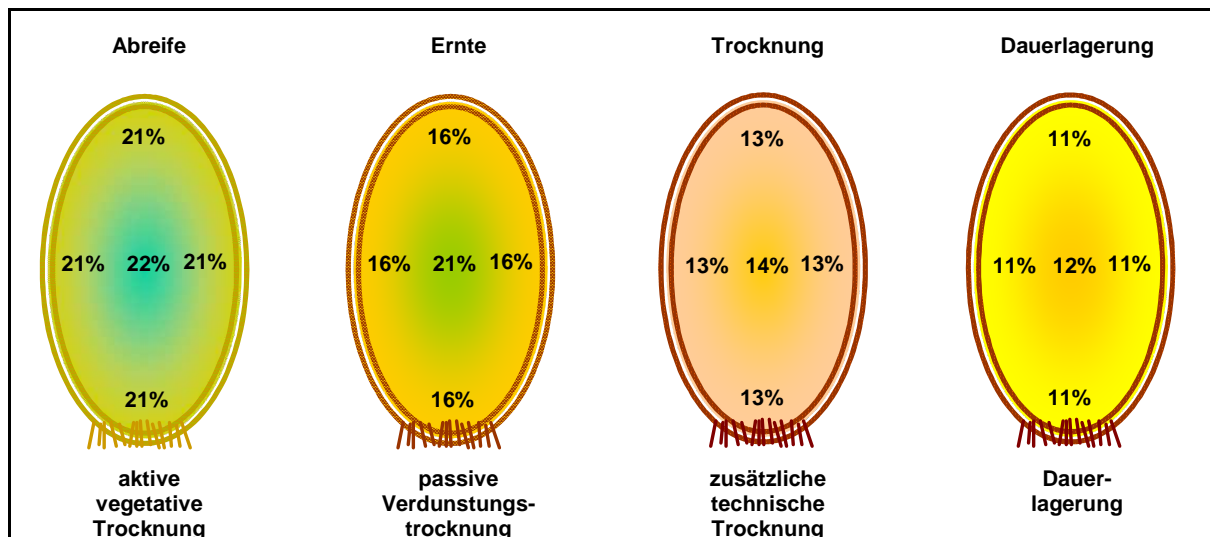 Abreife
Ernte
Trocknung
Dauerlagerung
21%
16%
13%
11%
21% 22% 21%
16% 21% 16%
13% 14% 13%
11% 12% 11%
21%
16%
13%
11%
aktive
vegetative
Trocknung
passive
Verdunstungs-
trocknung
zusätzliche
technische
Trocknung
Dauer-
lagerung